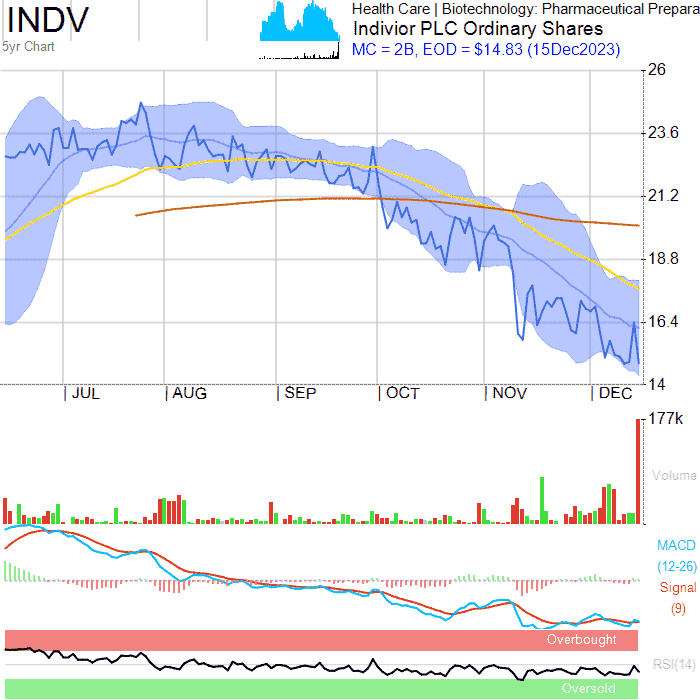 INDV
5yr Chart
Health Care | Biotechnology: Pharmaceutical Prepara
Indivior PLC Ordinary Shares
MC = 2B, EOD = $14.83 (15Dec2023)
26
23.6
21.2
18.8
16.4
14
| JUL | AUG | SEP | OCT | NOV | DEC
177k
Volume
MACD
(12-26)
Signal
(9)
Overbought
RSI(14)
Oversold